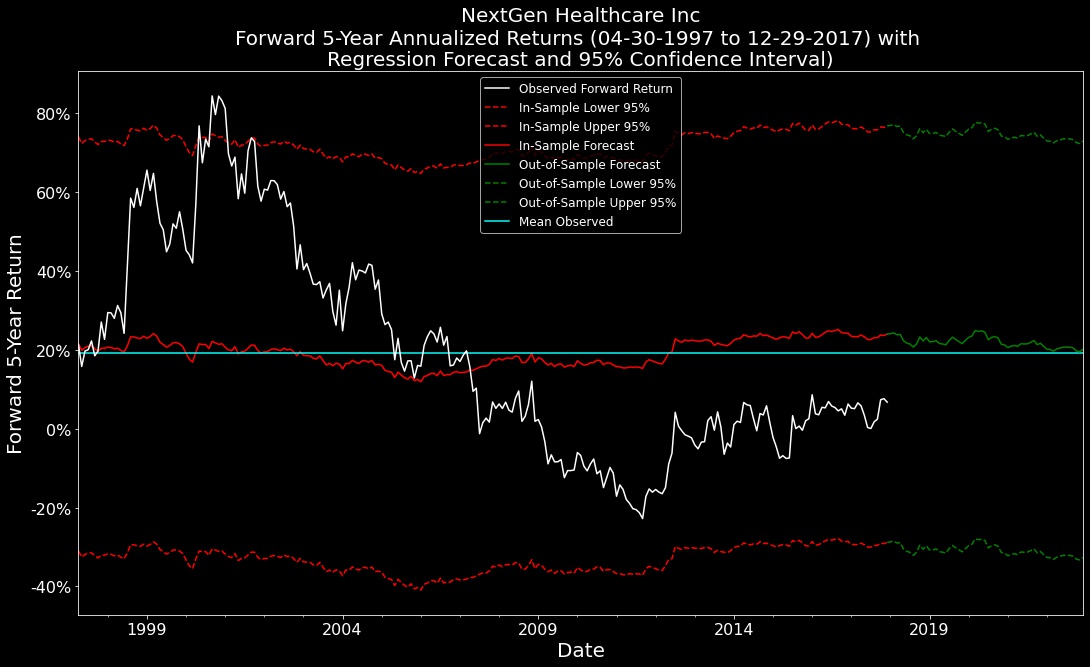 NextGen Healthcare Inc
Forward 5-Year Annualized Returns (04-30-1997 to 12-29-2017) with
Regression Forecast and 95% Confidence Interval)
Observed Forward Return
In-Sample Lower 95%
In-Sample Upper 95%
In-Sample Forecast
Out-of-Sample Forecast
Out-of-Sample Lower 95%
Out-of-Sample Upper 95%
Mean Observed
Forward 5-Year Return
80%
60%
40%
20%
0%
-20%
-40%
1999
2004
2009
2014
2019
Date